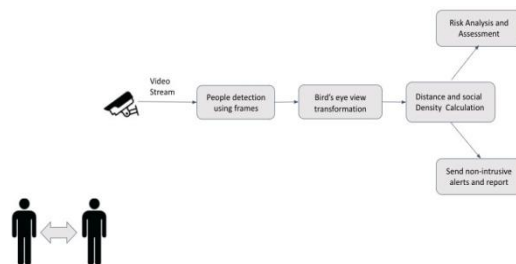 Risk Analysis and
Assessment
Video
Stream
People detection
using frames
Bird's eye view
transformation
Distance and social
Density Calculation
Send non-intrusive
alerts and report